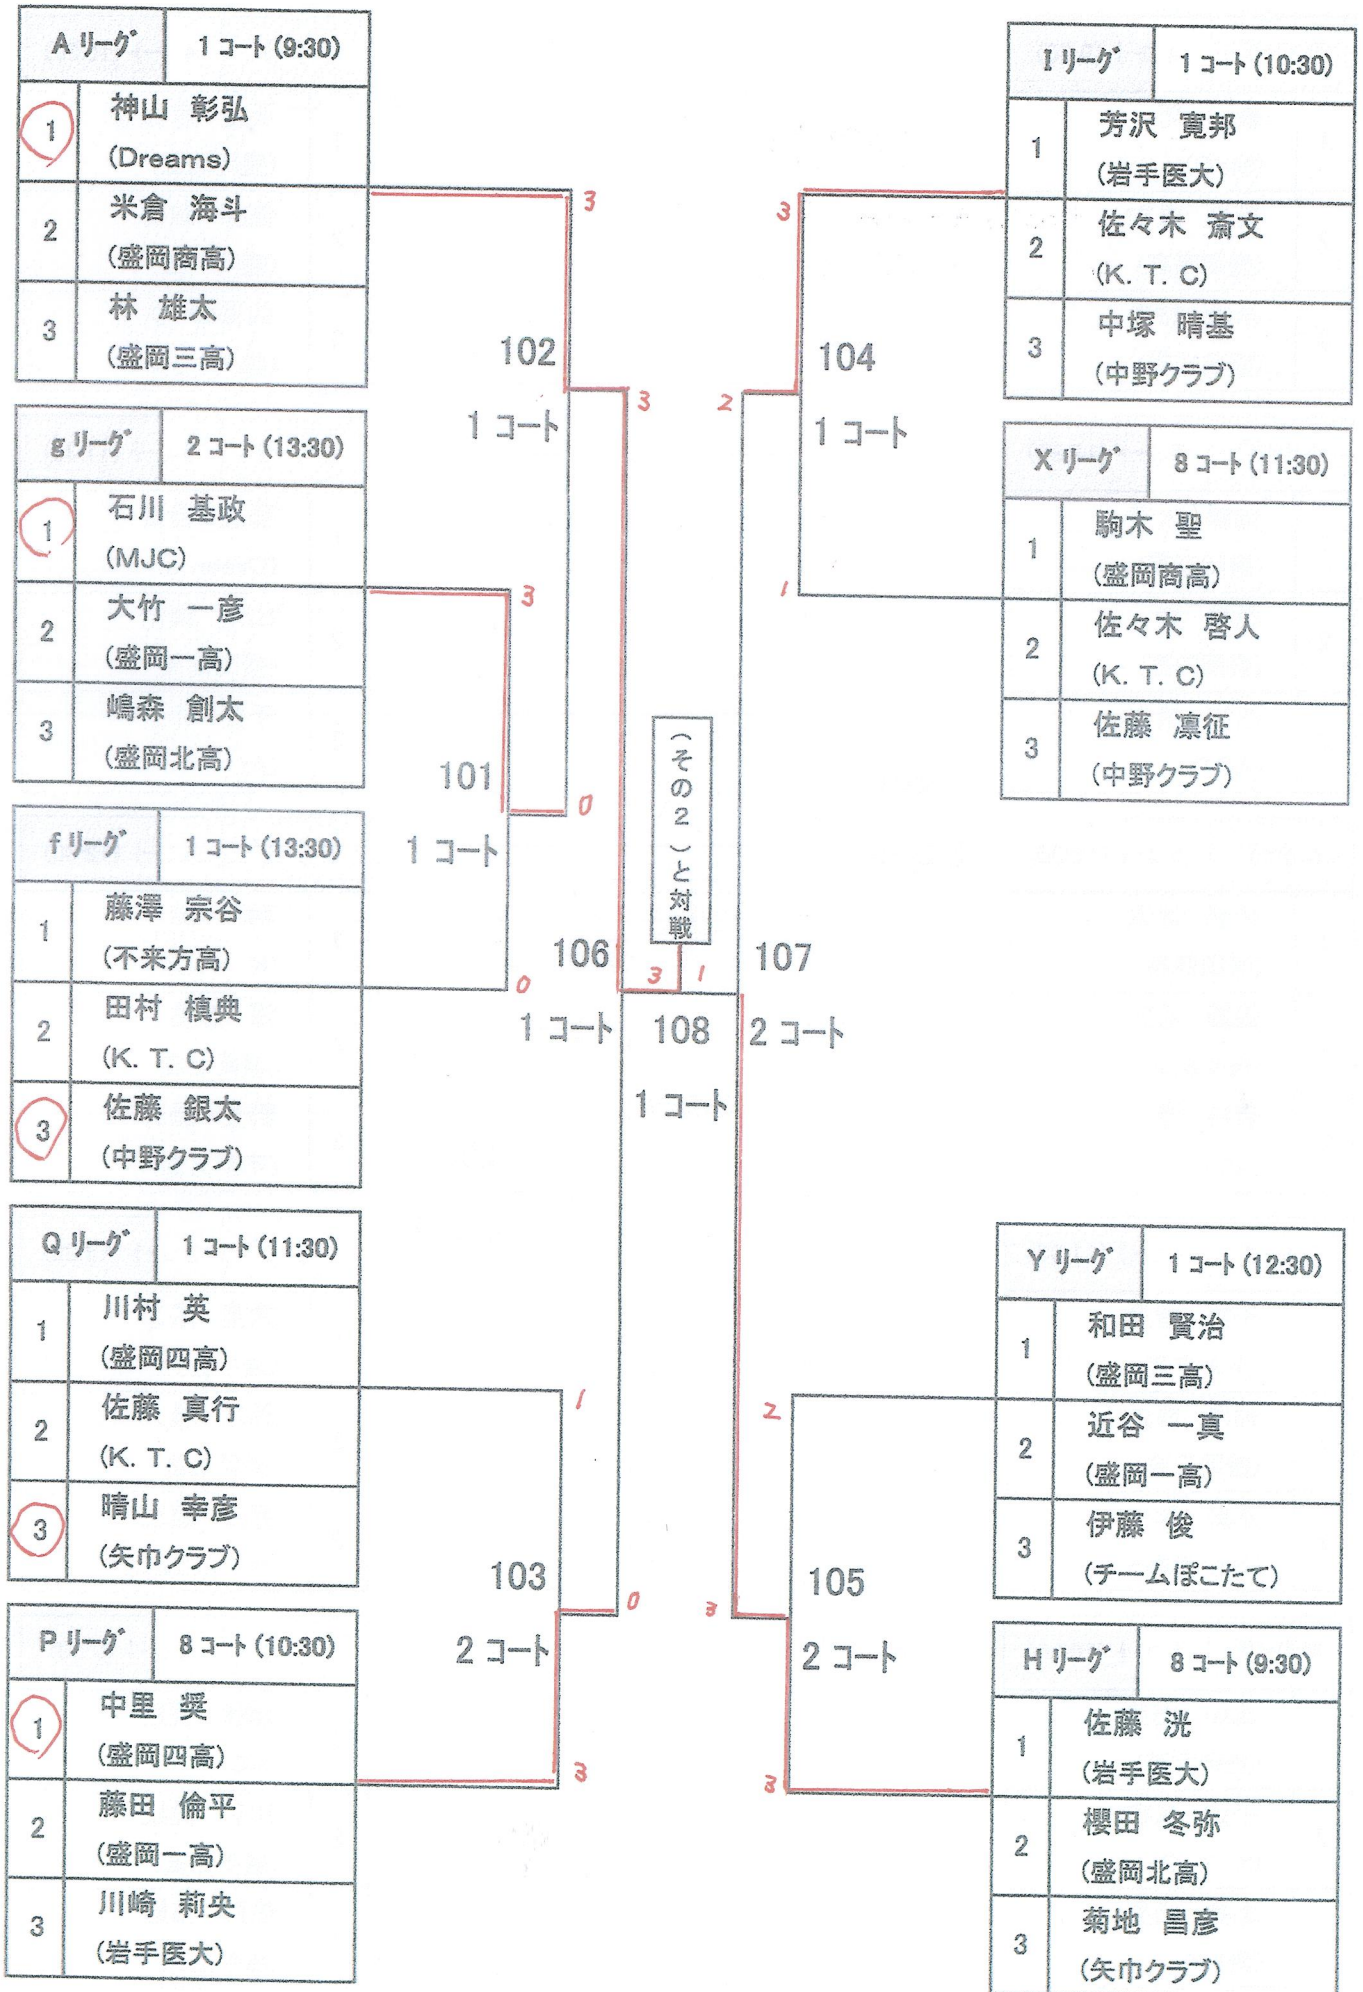 A リーグ 1 コート (9:30)
1 神山 彰弘
(Dreams)
2 米倉 海斗
(盛岡商高)
3 林 雄太
(盛岡三高)
g リーグ 2 コート (13:30)
1 石川 基政
(MJC)
2 大竹 一彦
(盛岡一高)
3 嶋森 創太
(盛岡北高)
f リーグ 1 コート (13:30)
1 藤澤 宗谷
(不来方高)
2 田村 槙典
(K. T. C)
3 佐藤 銀太
(中野クラブ)
Q リーグ 1 コート (11:30)
1 川村 英
(盛岡四高)
2 佐藤 真行
(K. T. C)
3 晴山 幸彦
(矢巾クラブ)
P リーグ 8 コート (10:30)
1 中里 奨
(盛岡四高)
2 藤田 倫平
(盛岡一高)
3 川崎 莉央
(岩手医大)
3
102
1 コート
3
3
101
1 コート
0
0
106
1 コート
1
103
2 コート
0
3
(その2)と対戦
3 1
108
1 コート
3
104
1 コート
2
1
107
2 コート
2
105
2 コート
3
3
I リーグ 1 コート (10:30)
1 芳沢 寛邦
(岩手医大)
2 佐々木 斎文
(K. T. C)
3 中塚 晴基
(中野クラブ)
X リーグ 8 コート (11:30)
1 駒木 聖
(盛岡商高)
2 佐々木 啓人
(K. T. C)
3 佐藤 凛征
(中野クラブ)
Y リーグ 1 コート (12:30)
1 和田 賢治
(盛岡三高)
2 近谷 一真
(盛岡一高)
3 伊藤 俊
(チームぽこたて)
H リーグ 8 コート (9:30)
1 佐藤 洸
(岩手医大)
2 櫻田 冬弥
(盛岡北高)
3 菊地 昌彦
(矢巾クラブ)